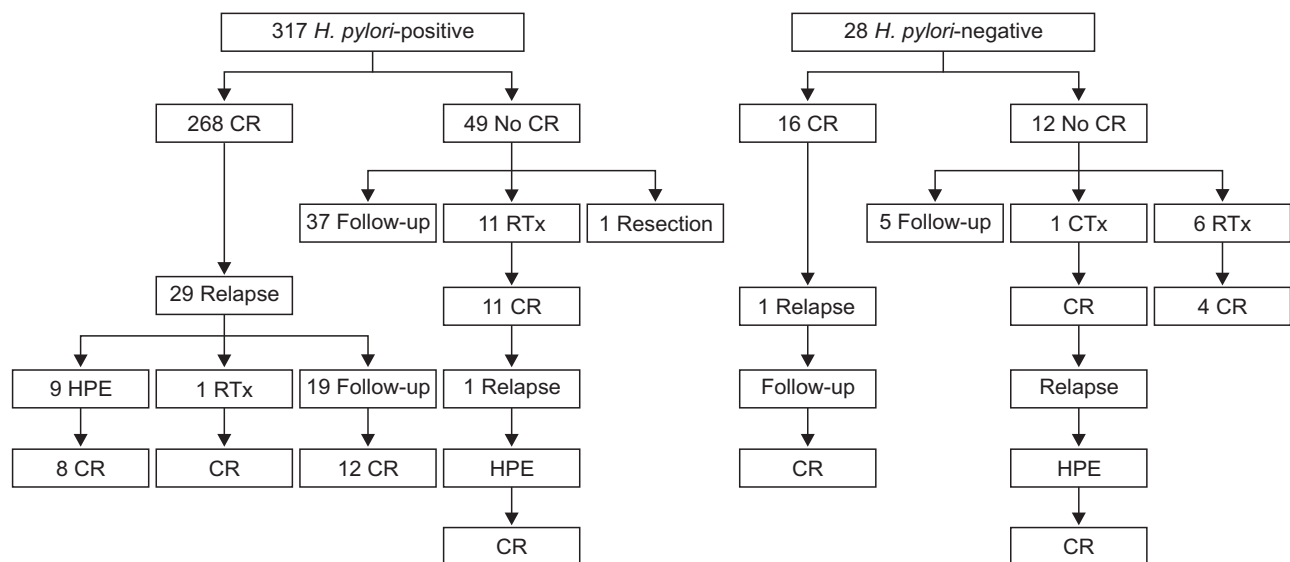 317 H. pylori-positive
28 H. pylori-negative
268 CR
49 No CR
16 CR
12 No CR
37 Follow-up
11 RTx
1 Resection
5 Follow-up
1 CTx
6 RTx
29 Relapse
11 CR
1 Relapse
CR
4 CR
9 HPE
1 RTx
19 Follow-up
1 Relapse
Follow-up
Relapse
8 CR
CR
12 CR
HPE
CR
HPE
CR
CR